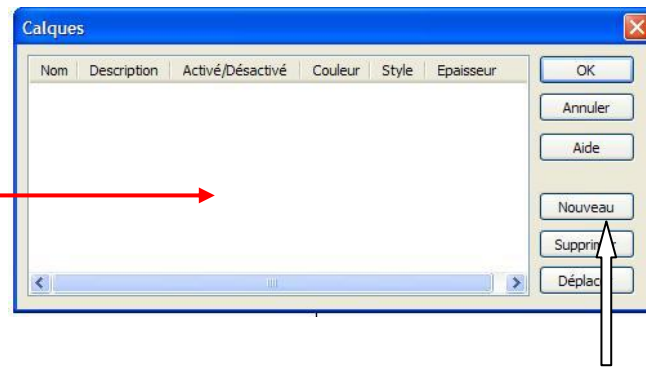 Calques
Nom Description Activé/Désactivé Couleur Style Epaisseur
OK
Annuler
Aide
Nouveau